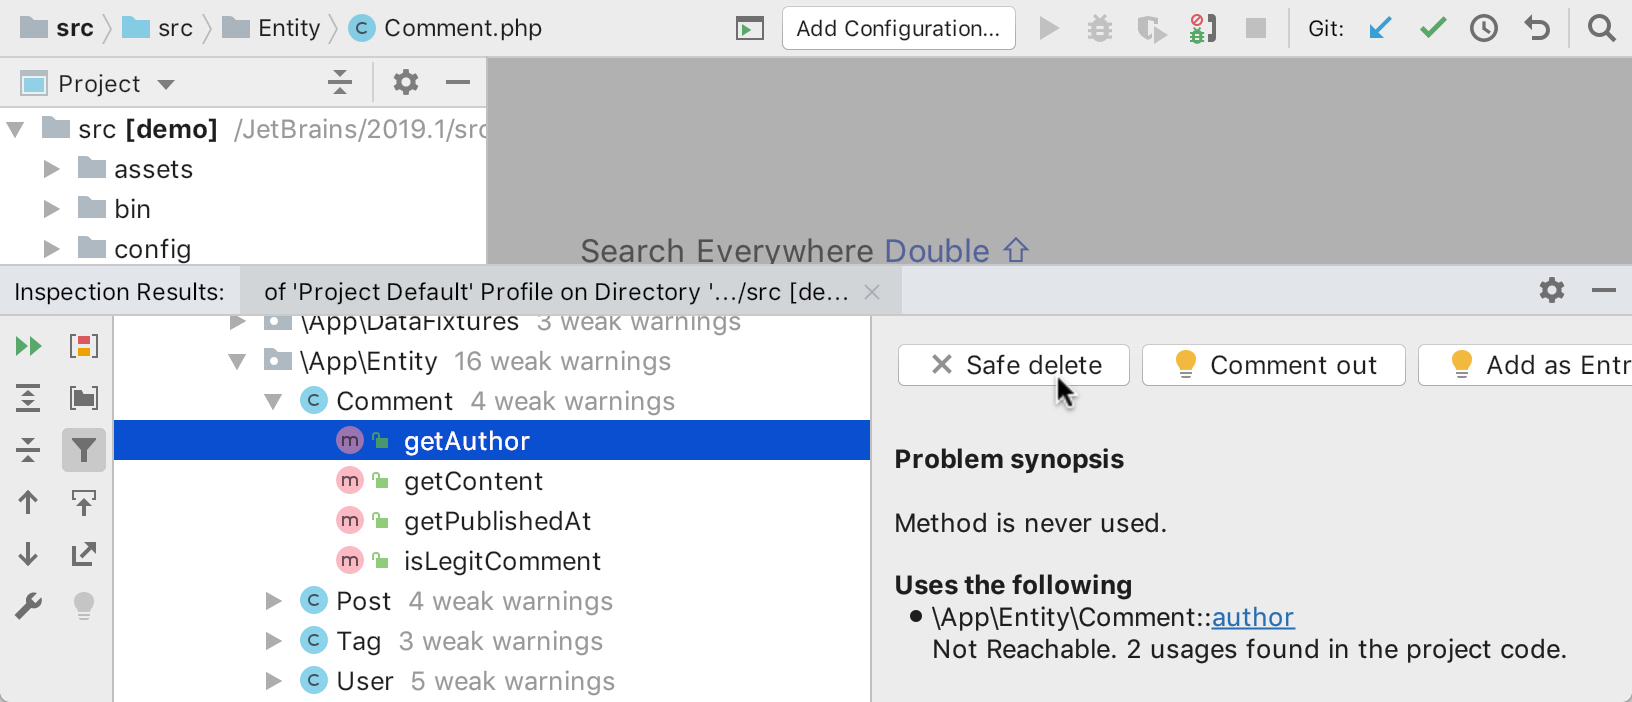 src src Entity C Comment.php Add Configuration... Git:
Project
src [demo] /JetBrains/2019.1/src
assets
bin
config
Search Everywhere Double ⇧
Inspection Results: of 'Project Default' Profile on Directory '.../src [de...
\App\DataFixtures 3 weak warnings
\App\Entity 16 weak warnings
C Comment 4 weak warnings
m getAuthor
m getContent
m getPublishedAt
m isLegitComment
C Post 4 weak warnings
C Tag 3 weak warnings
C User 5 weak warnings
Safe delete Comment out Add as Entr
Problem synopsis
Method is never used.
Uses the following
• \App\Entity\Comment::author
Not Reachable. 2 usages found in the project code.